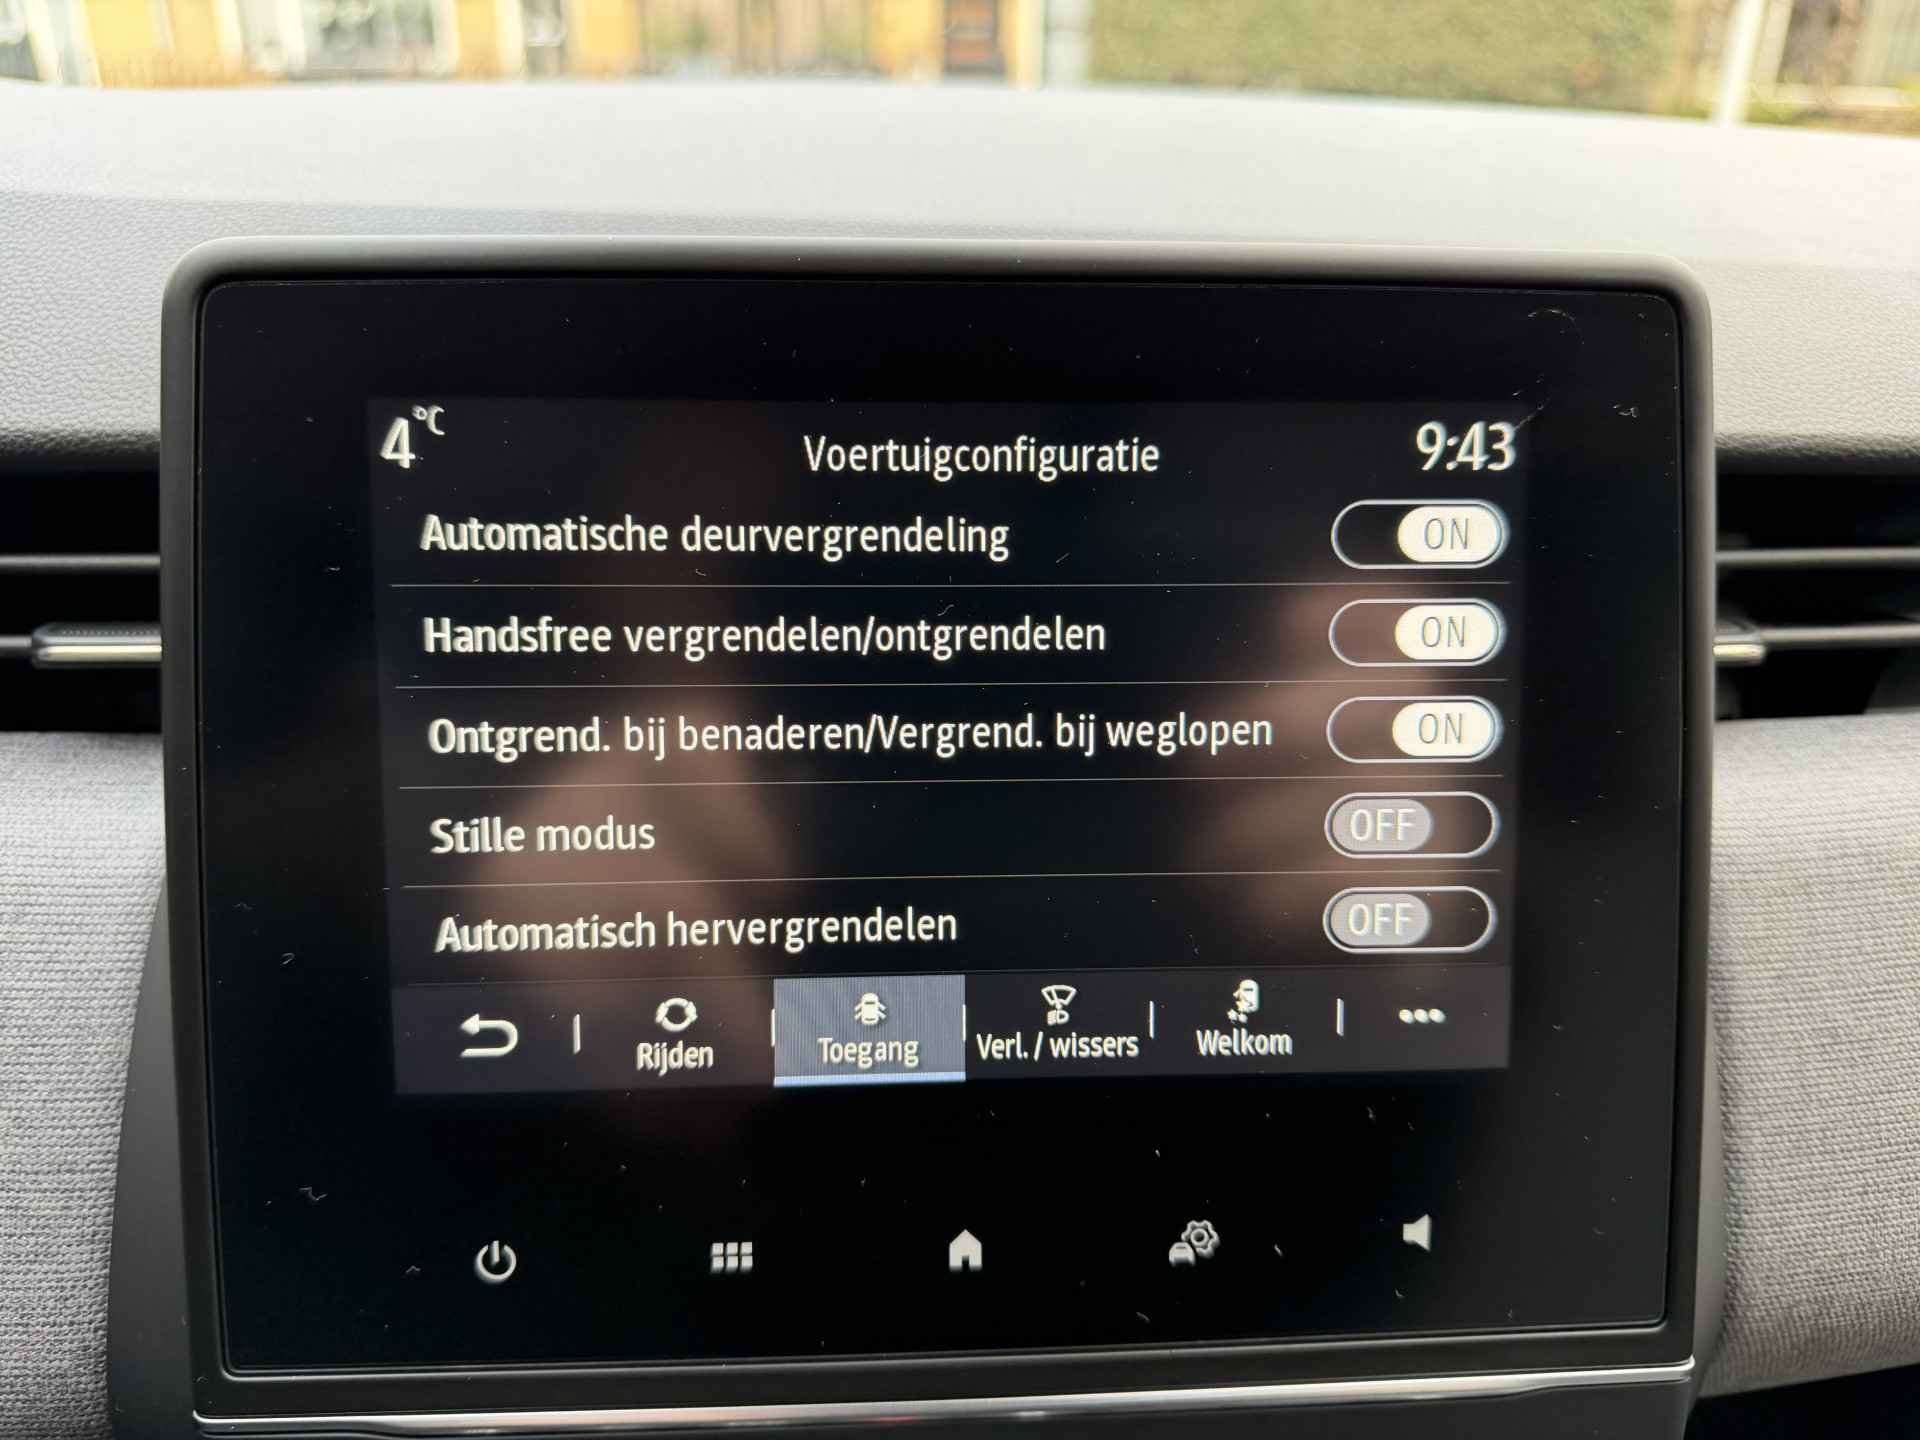 4°C
Voertuigconfiguratie
9:43
Automatische deurvergrendeling ON
Handsfree vergrendelen/ontgrendelen ON
Ontgrend. bij benaderen/Vergrend. bij weglopen ON
Stille modus OFF
Automatisch hervergrendelen OFF
Rijden
Toegang
Verl. / wissers
Welkom